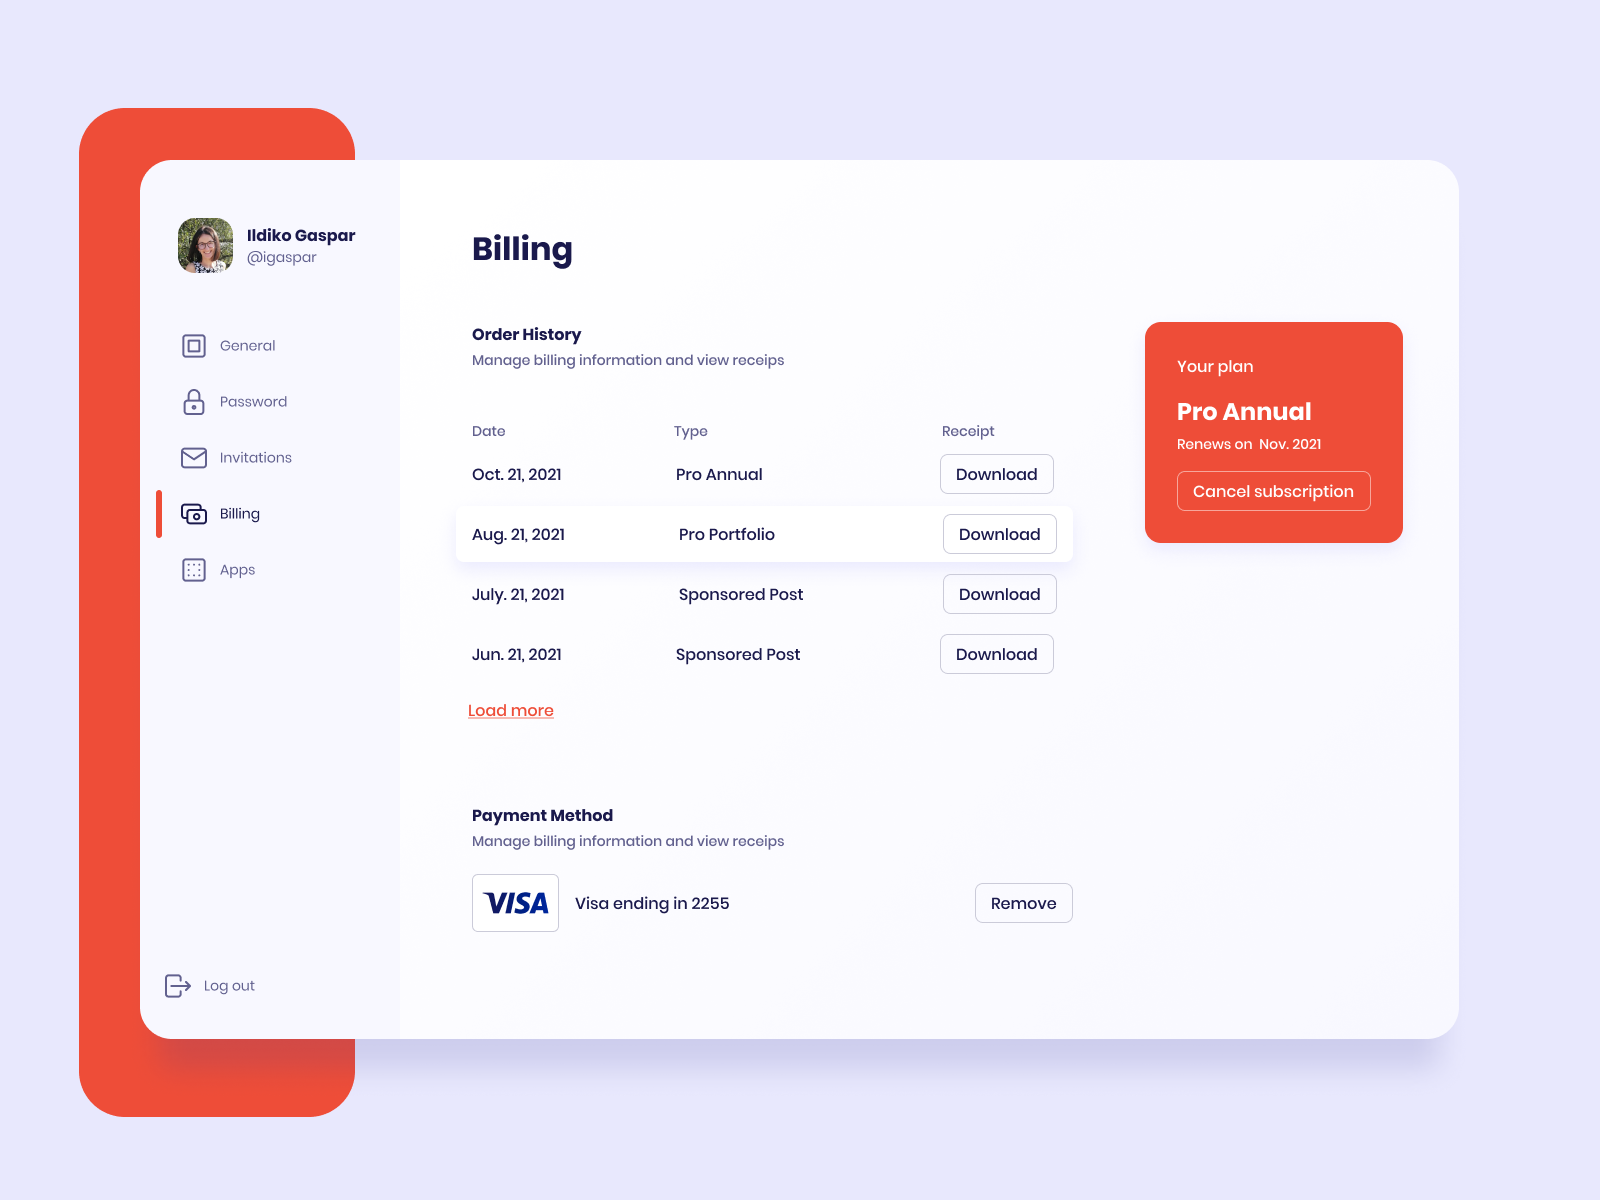 Ildiko Gaspar
@igaspar
General
Password
Invitations
Billing
Apps
Log out
Billing
Order History
Manage billing information and view receips
Date Type Receipt
Oct. 21, 2021 Pro Annual Download
Aug. 21, 2021 Pro Portfolio Download
July. 21, 2021 Sponsored Post Download
Jun. 21, 2021 Sponsored Post Download
Load more
Payment Method
Manage billing information and view receips
VISA Visa ending in 2255 Remove
Your plan
Pro Annual
Renews on Nov. 2021
Cancel subscription